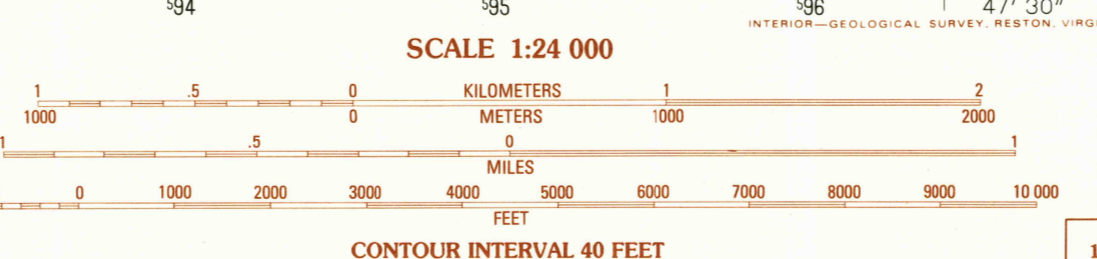 594 595 596 47' 30"
INTERIOR—GEOLOGICAL SURVEY, RESTON, VIRG
SCALE 1:24 000
1 .5 0 KILOMETERS 1 2
1000 0 METERS 1000 2000
1 .5 0 1
MILES
0 1000 2000 3000 4000 5000 6000 7000 8000 9000 10 000
FEET
CONTOUR INTERVAL 40 FEET
1